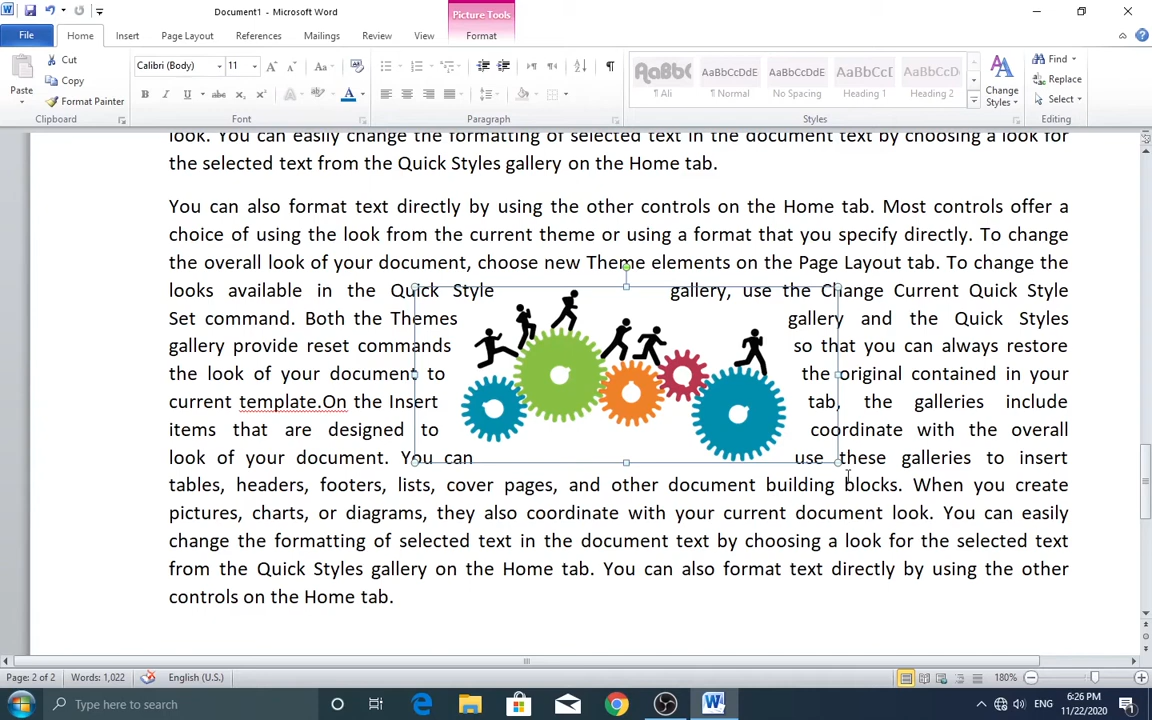 Document1 - Microsoft Word
Picture Tools
File Home Insert Page Layout References Mailings Review View Format
Cut
Copy
Format Painter
Paste
Clipboard
Calibri (Body) 11
Font
Paragraph
AaBbCcDdE AaBbCcDdE
¶ Ali ¶ Normal No Spacing Heading 1 Heading 2
Styles
Change
Styles
Find
Replace
Select
Editing
look. You can easily change the formatting of selected text in the document text by choosing a look for
the selected text from the Quick Styles gallery on the Home tab.
You can also format text directly by using the other controls on the Home tab. Most controls offer a
choice of using the look from the current theme or using a format that you specify directly. To change
the overall look of your document, choose new Theme elements on the Page Layout tab. To change the
looks available in the Quick Style gallery, use the Change Current Quick Style
Set command. Both the Themes gallery and the Quick Styles
gallery provide reset commands so that you can always restore
the look of your document to the original contained in your
current template.On the Insert tab, the galleries include
items that are designed to coordinate with the overall
look of your document. You can use these galleries to insert
tables, headers, footers, lists, cover pages, and other document building blocks. When you create
pictures, charts, or diagrams, they also coordinate with your current document look. You can easily
change the formatting of selected text in the document text by choosing a look for the selected text
from the Quick Styles gallery on the Home tab. You can also format text directly by using the other
controls on the Home tab.
Page: 2 of 2 Words: 1,022 English (U.S.) 180%
Type here to search
ENG
6:26 PM
11/22/2020